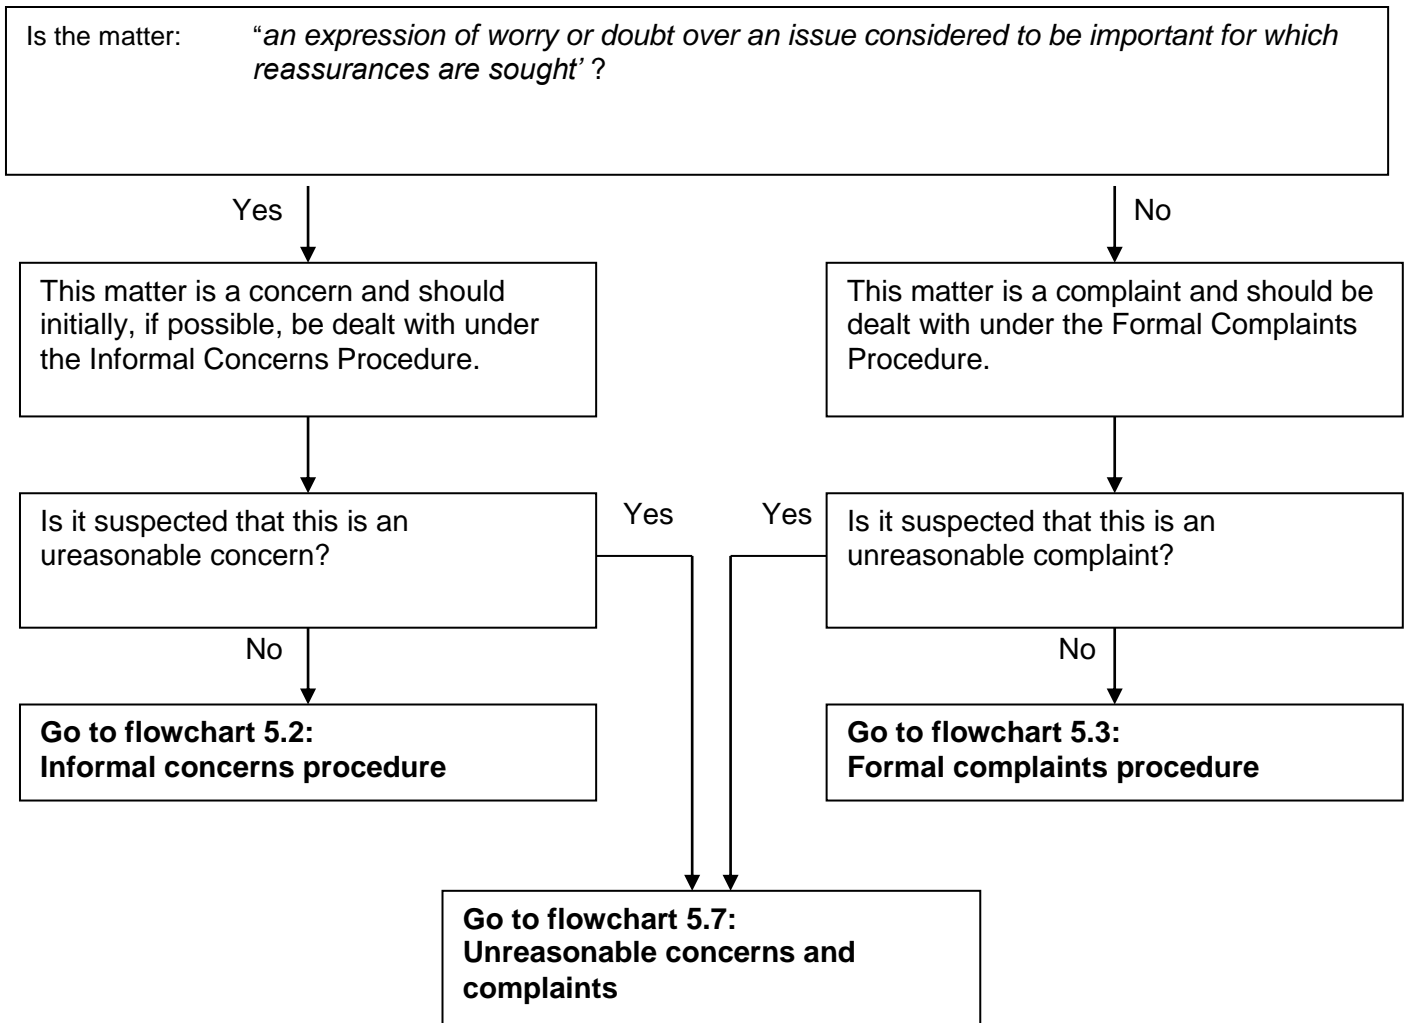 Is the matter: “an expression of worry or doubt over an issue considered to be important for which
reassurances are sought’ ?
Yes
No
This matter is a concern and should
initially, if possible, be dealt with under
the Informal Concerns Procedure.
This matter is a complaint and should be
dealt with under the Formal Complaints
Procedure.
Is it suspected that this is an
ureasonable concern?
Yes
Yes
Is it suspected that this is an
unreasonable complaint?
No
No
Go to flowchart 5.2:
Informal concerns procedure
Go to flowchart 5.3:
Formal complaints procedure
Go to flowchart 5.7:
Unreasonable concerns and
complaints